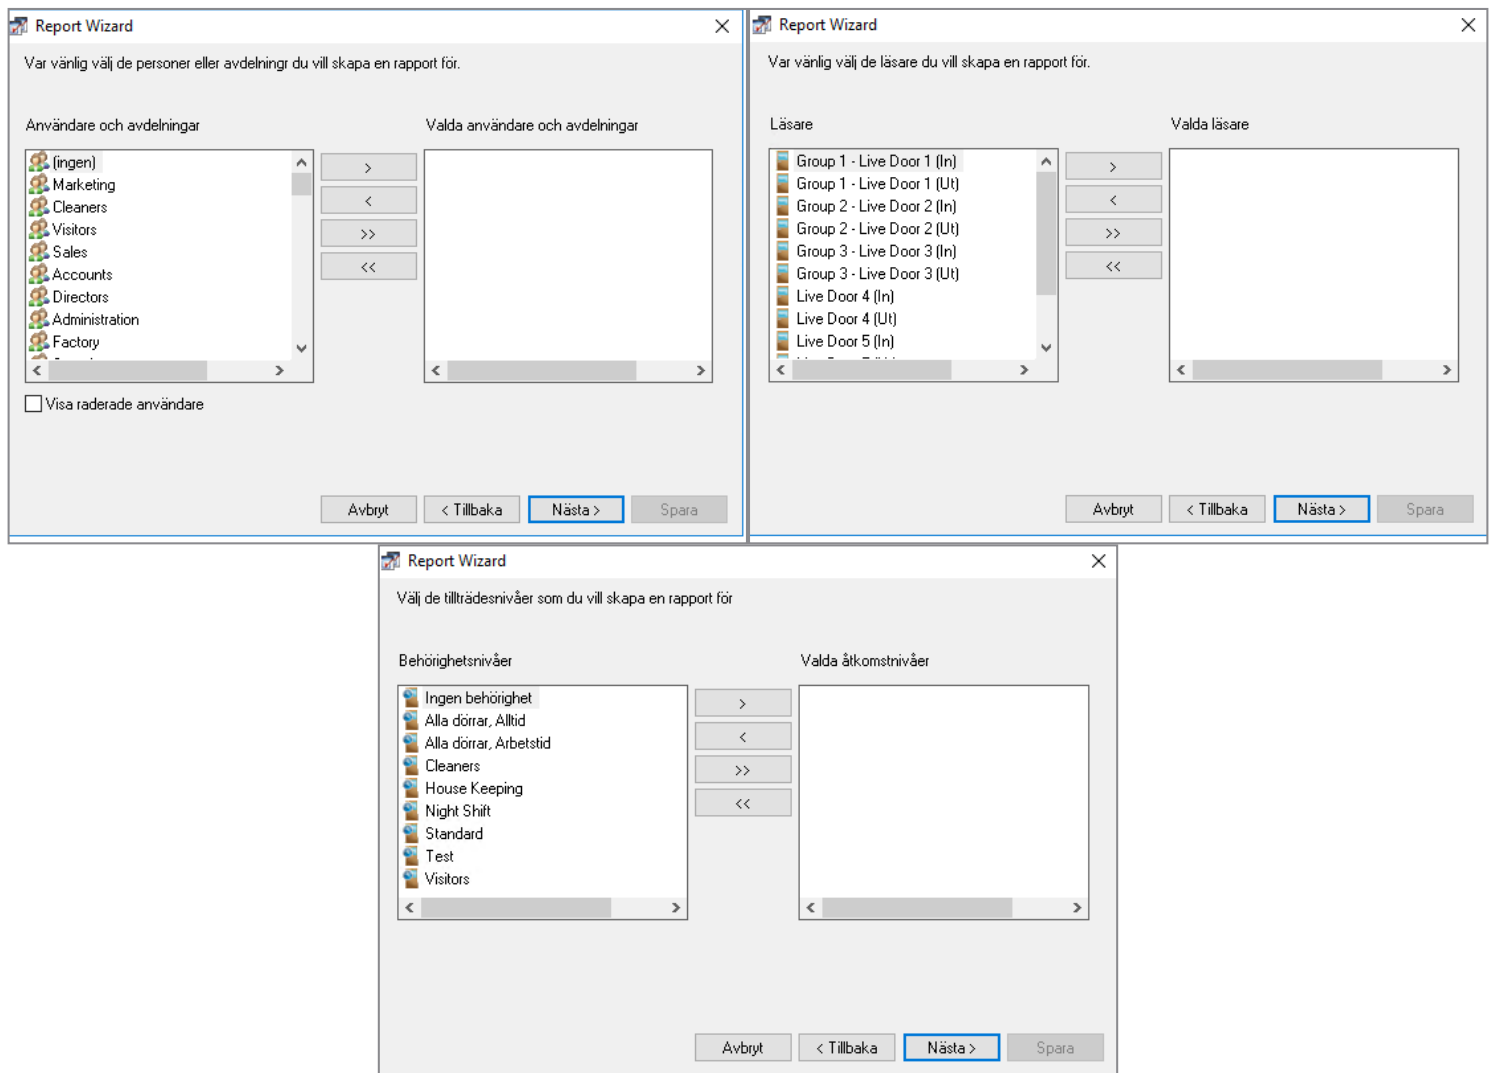 Report Wizard
Var vänlig välj de personer eller avdelningr du vill skapa en rapport för.
Användare och avdelningar
Valda användare och avdelningar
(ingen)
Marketing
Cleaners
Visitors
Sales
Accounts
Directors
Administration
Factory
>
<
>>
<<
Visa raderade användare
Avbryt
< Tillbaka
Nästa >
Spara
Report Wizard
Var vänlig välj de läsare du vill skapa en rapport för.
Läsare
Valda läsare
Group 1 - Live Door 1 (In)
Group 1 - Live Door 1 (Ut)
Group 2 - Live Door 2 (In)
Group 2 - Live Door 2 (Ut)
Group 3 - Live Door 3 (In)
Group 3 - Live Door 3 (Ut)
Live Door 4 (In)
Live Door 4 (Ut)
Live Door 5 (In)
>
<
>>
<<
Avbryt
< Tillbaka
Nästa >
Spara
Report Wizard
Välj de tillträdesnivåer som du vill skapa en rapport för
Behörighetsnivåer
Valda åtkomstnivåer
Ingen behörighet
Alla dörrar, Alltid
Alla dörrar, Arbetstid
Cleaners
House Keeping
Night Shift
Standard
Test
Visitors
>
<
>>
<<
Avbryt
< Tillbaka
Nästa >
Spara